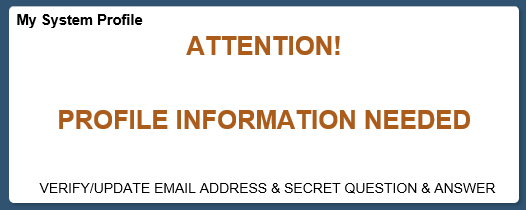 My System Profile
ATTENTION!
PROFILE INFORMATION NEEDED
VERIFY/UPDATE EMAIL ADDRESS & SECRET QUESTION & ANSWER